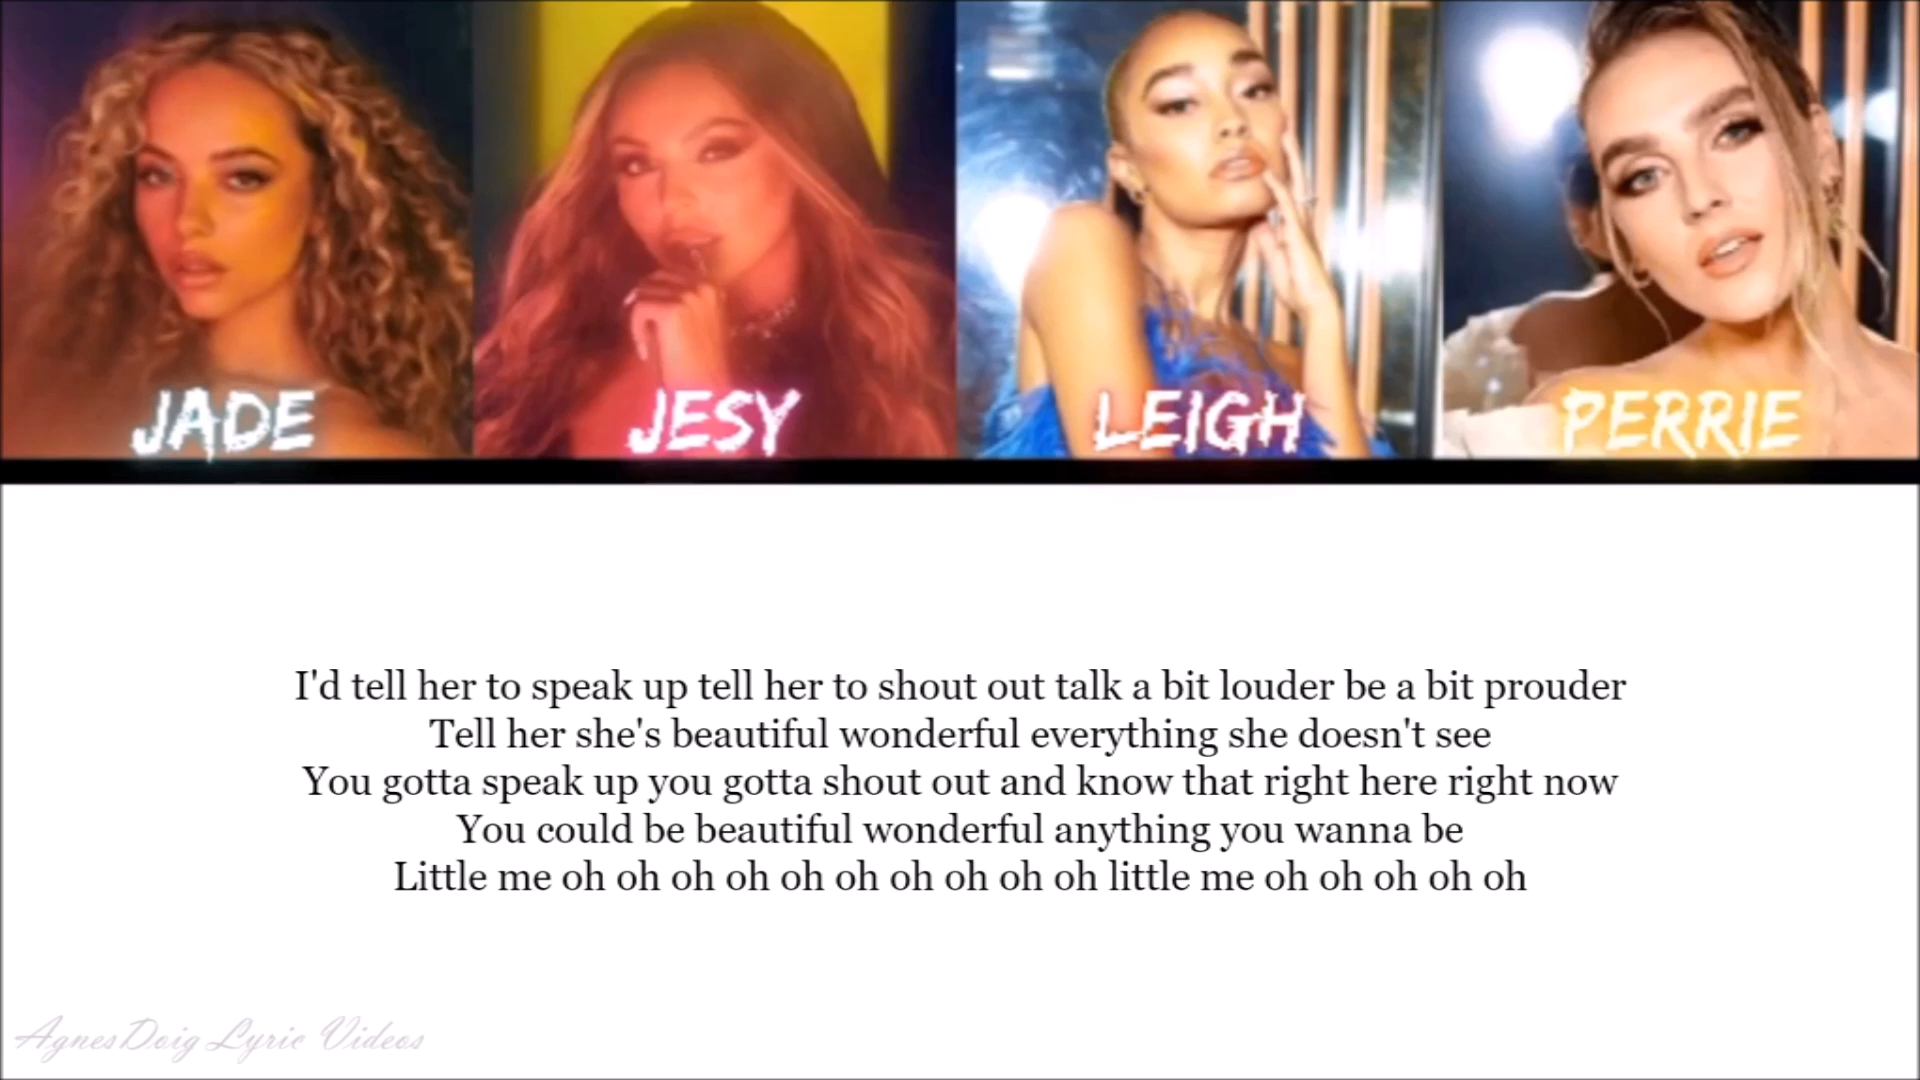 JADE JESY LEIGH PERRIE
I'd tell her to speak up tell her to shout out talk a bit louder be a bit prouder
Tell her she's beautiful wonderful everything she doesn't see
You gotta speak up you gotta shout out and know that right here right now
You could be beautiful wonderful anything you wanna be
Little me oh oh oh oh oh oh oh oh oh oh little me oh oh oh oh oh
AgnesDoig Lyric Videos